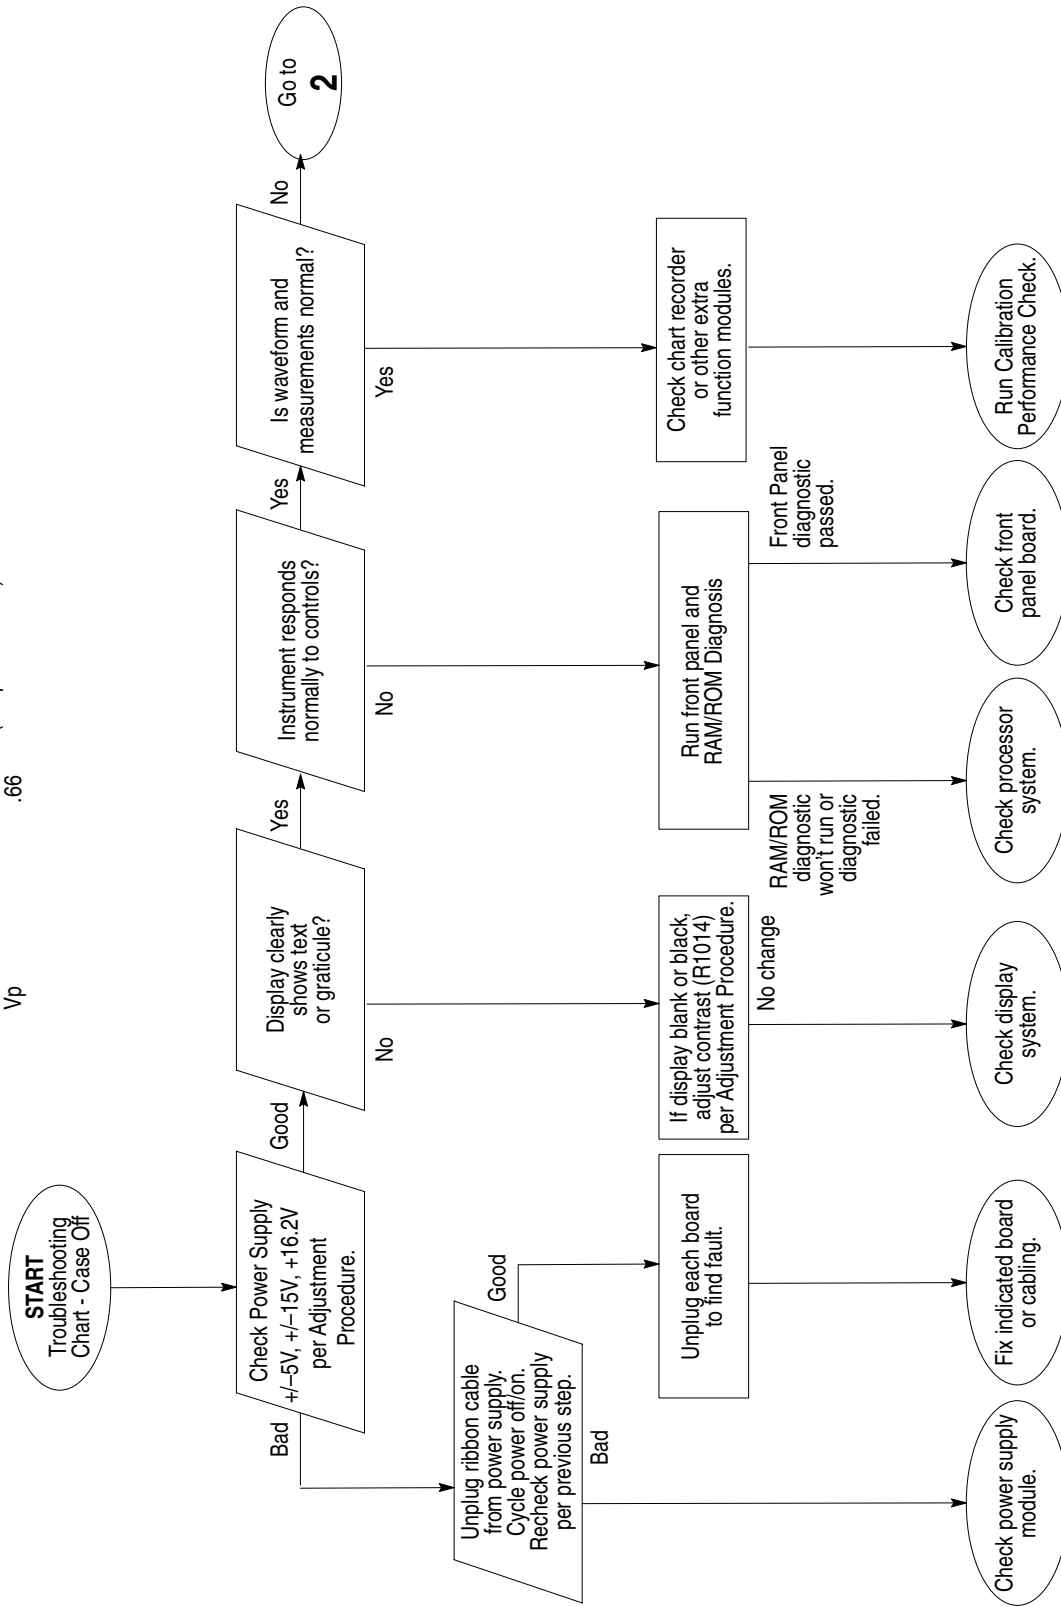 Vp
.66
START
Troubleshooting
Chart - Case Off
Check Power Supply
+/–5V, +/–15V, +16.2V
per Adjustment
Procedure.
Bad
Good
Unplug ribbon cable
from power supply.
Cycle power off/on.
Recheck power supply
per previous step.
Bad
Good
Check power supply
module.
Unplug each board
to find fault.
Fix indicated board
or cabling.
Display clearly
shows text
or graticule?
No
Yes
If display blank or black,
adjust contrast (R1014)
per Adjustment Procedure.
No change
Check display
system.
Instrument responds
normally to controls?
No
Yes
Run front panel and
RAM/ROM Diagnosis
RAM/ROM
diagnostic
won't run or
diagnostic
failed.
Front Panel
diagnostic
passed.
Check processor
system.
Check front
panel board.
Is waveform and
measurements normal?
Yes
No
Check chart recorder
or other extra
function modules.
Run Calibration
Performance Check.
Go to
2